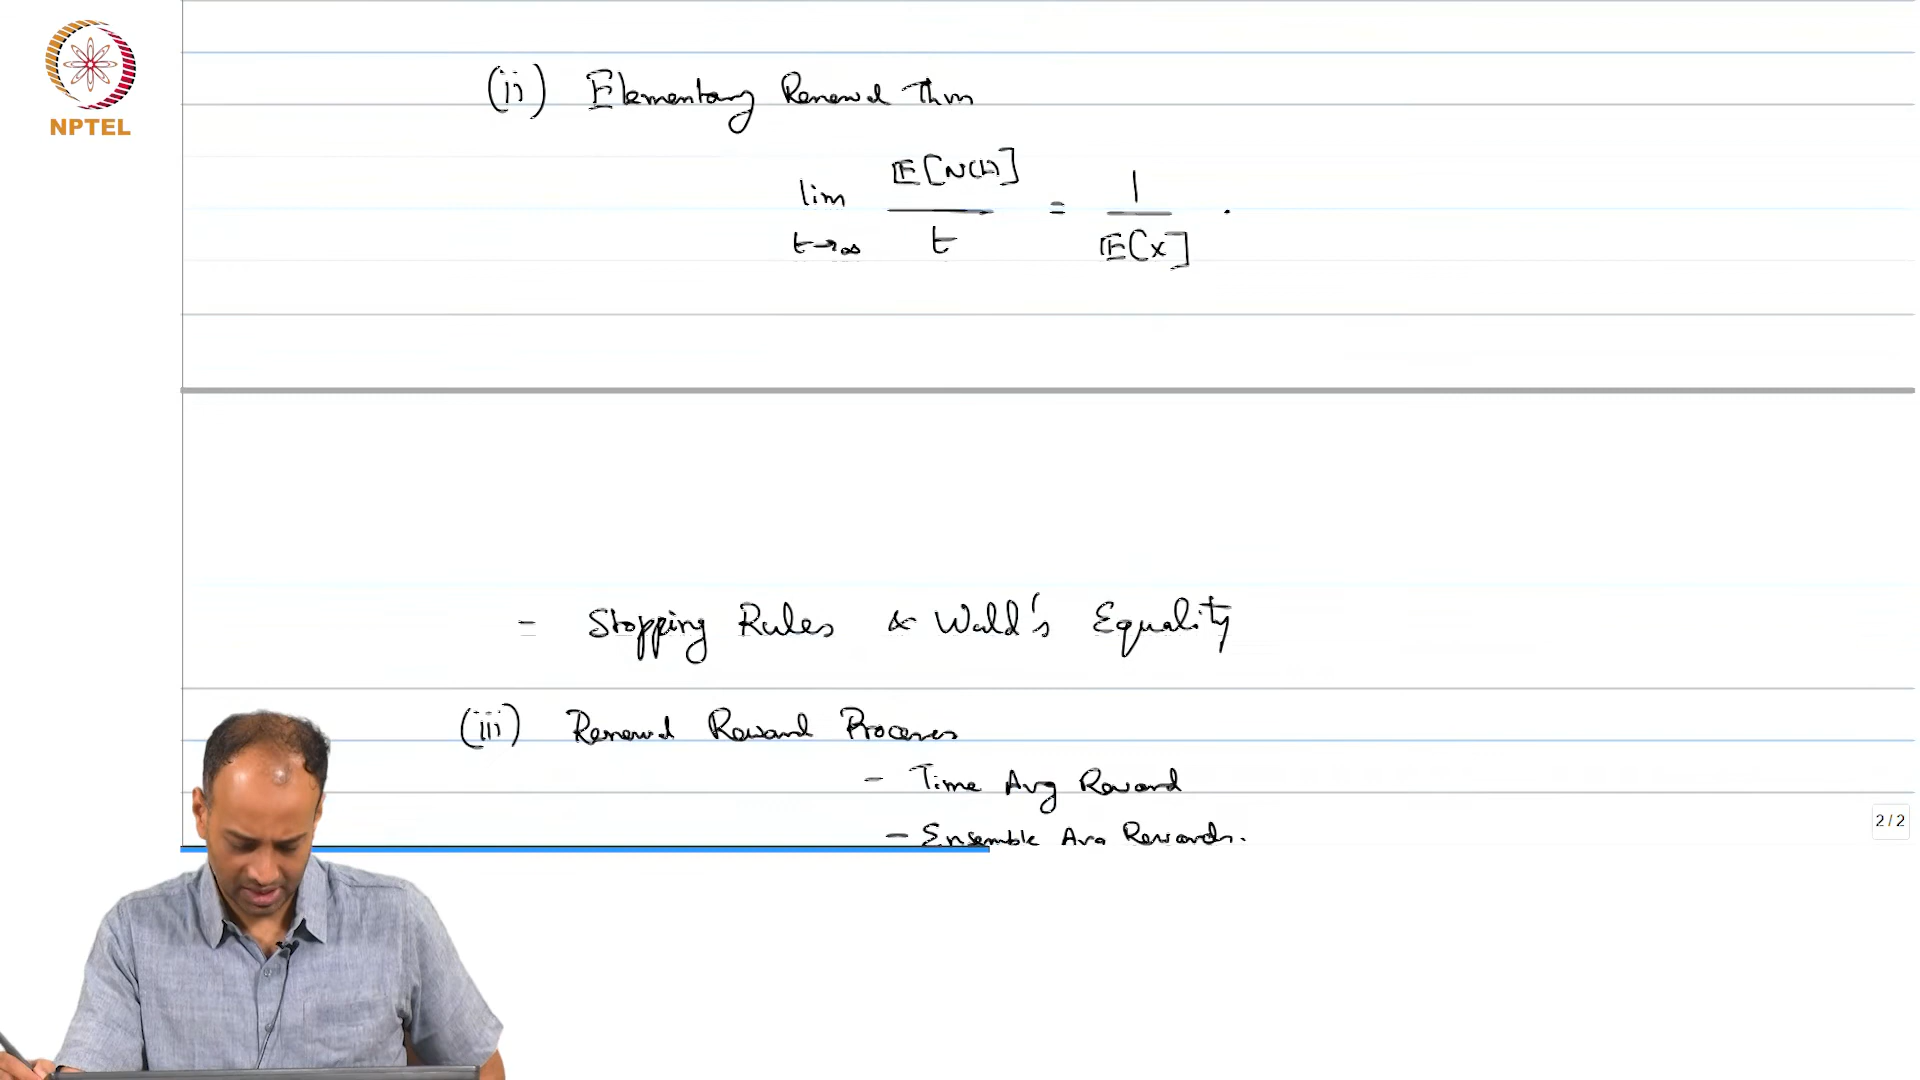 NPTEL
(ii) Elementary Renewal Thm
lim t→∞ E[N(t)] / t = 1 / E[X] .
- Stopping Rules & Wald's Equality
(iii) Renewal Reward Processes
- Time Avg Reward
- Ensemble Avg Rewards.
2 / 2